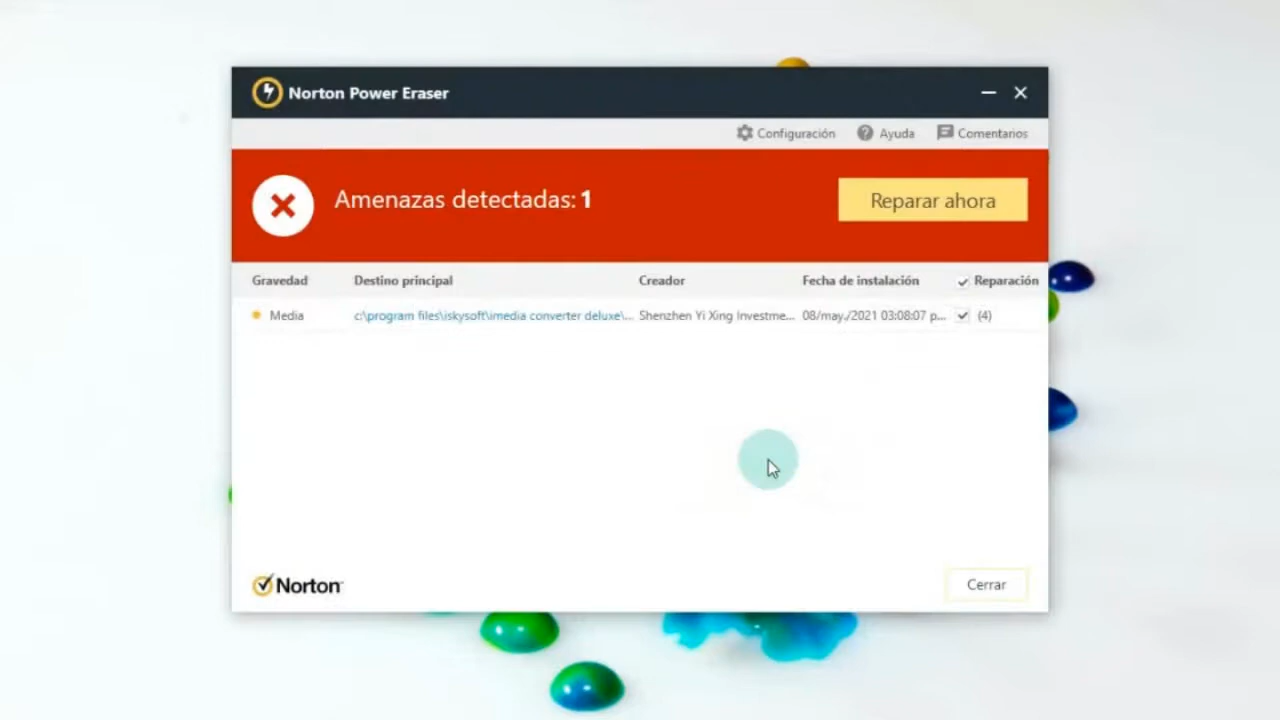 Norton Power Eraser
Configuración Ayuda Comentarios
Amenazas detectadas: 1 Reparar ahora
Gravedad Destino principal Creador Fecha de instalación Reparación
Media c:\program files\iskysoft\imedia converter deluxe\... Shenzhen Yi Xing Investme... 08/may./2021 03:08:07 p... (4)
Norton
Cerrar